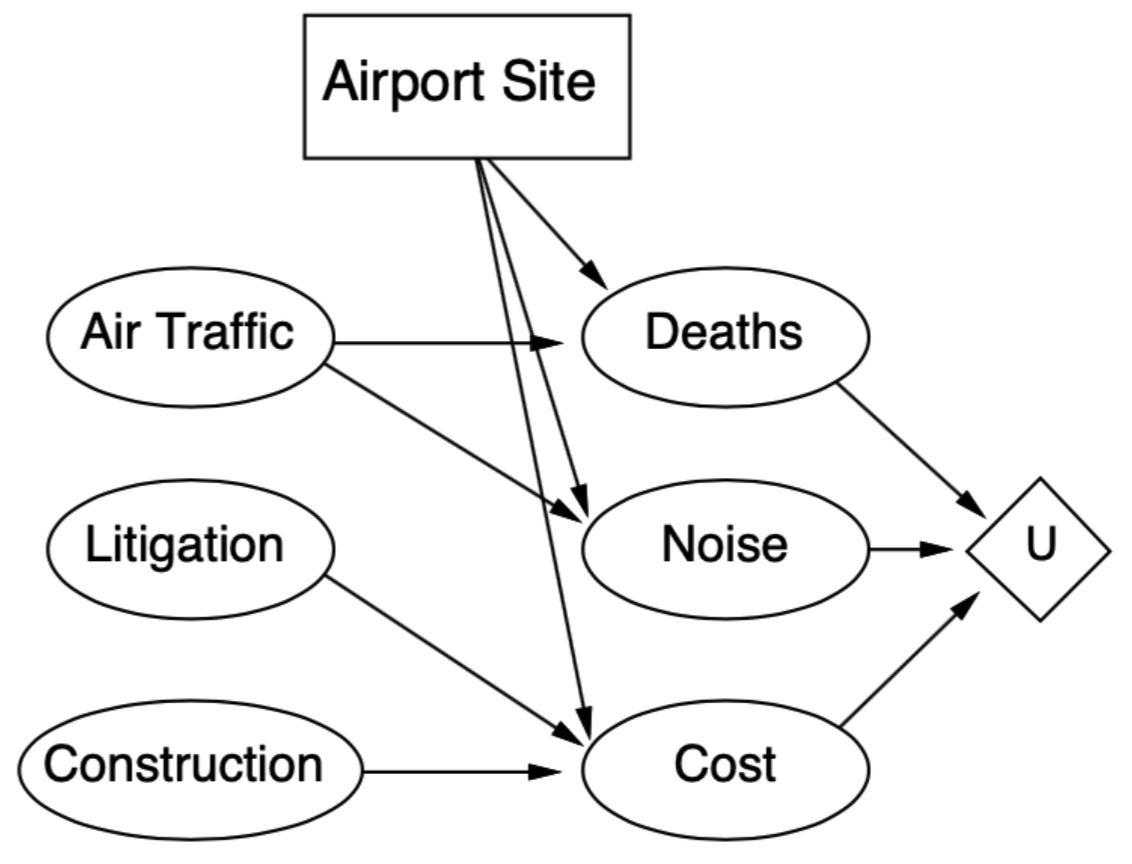 Airport Site
Air Traffic
Deaths
Litigation
Noise
U
Construction
Cost